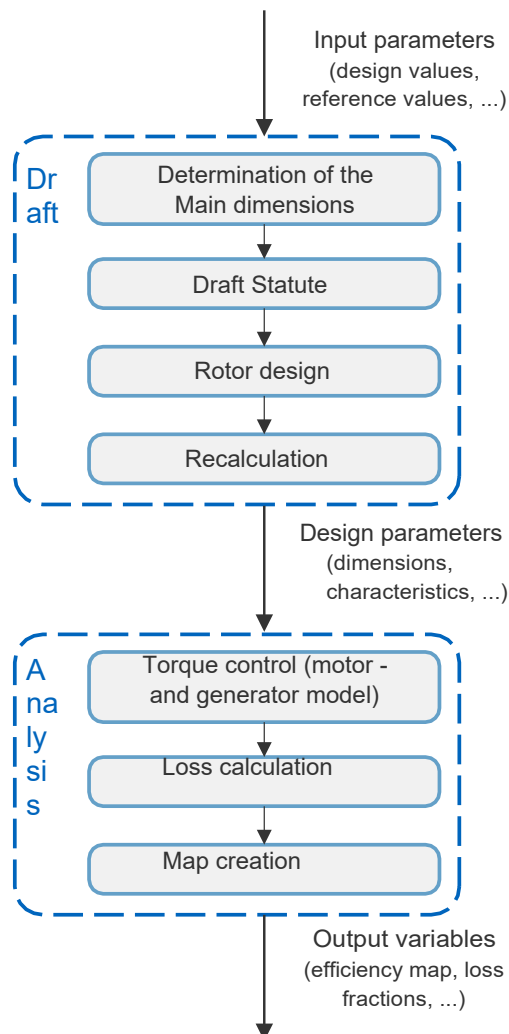 Input parameters
(design values,
reference values, ...)
Dr
aft
Determination of the
Main dimensions
Draft Statute
Rotor design
Recalculation
Design parameters
(dimensions,
characteristics, ...)
A
na
ly
si
s
Torque control (motor -
and generator model)
Loss calculation
Map creation
Output variables
(efficiency map, loss
fractions, ...)